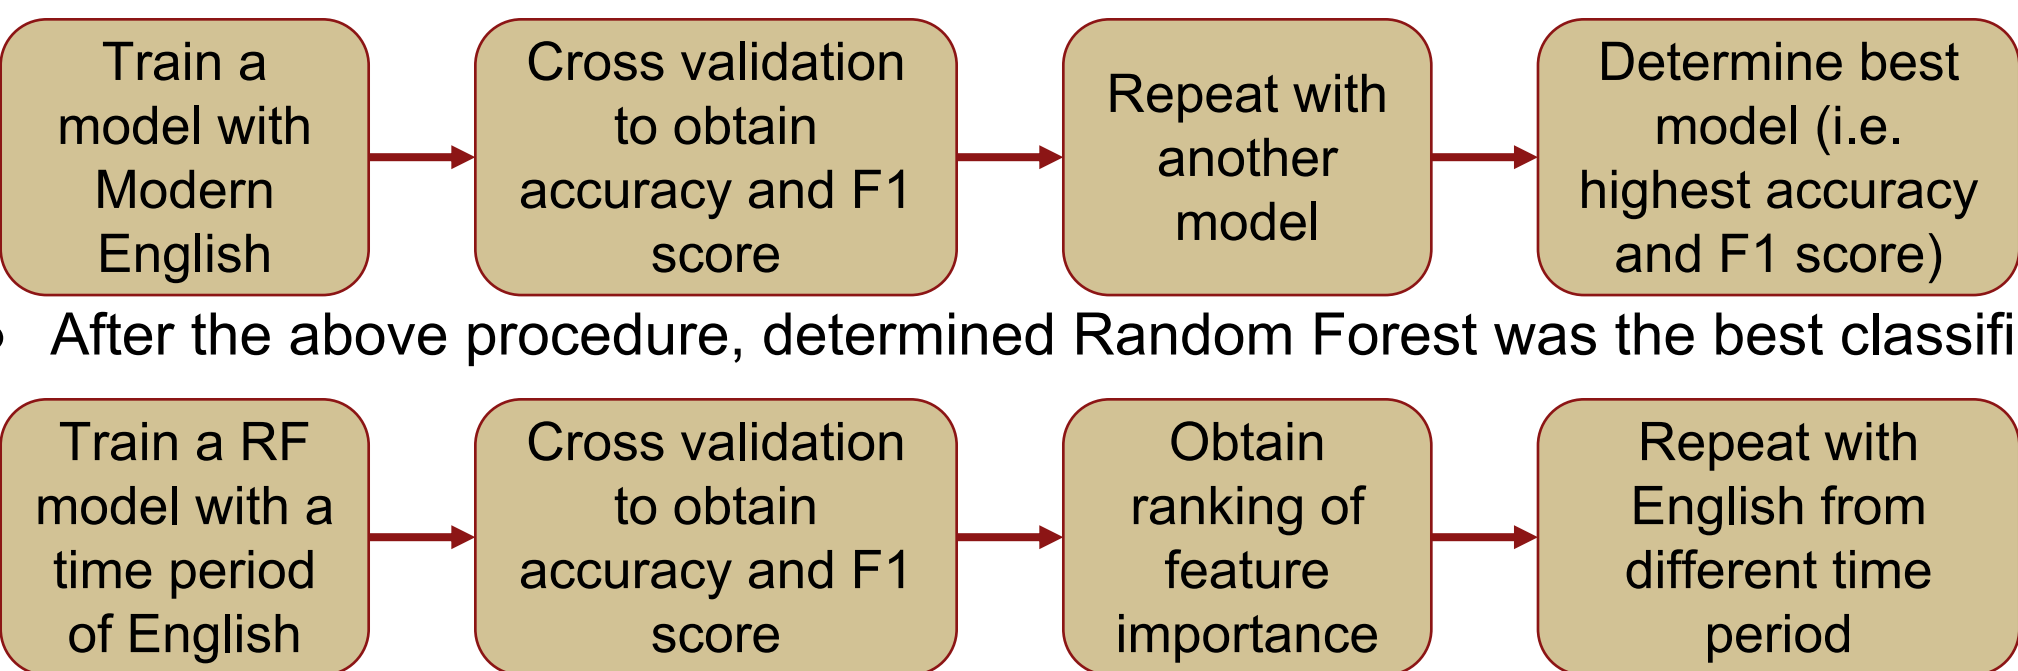 Train a
model with
Modern
English
Cross validation
to obtain
accuracy and F1
score
Repeat with
another
model
Determine best
model (i.e.
highest accuracy
and F1 score)
After the above procedure, determined Random Forest was the best classifi
Train a RF
model with a
time period
of English
Cross validation
to obtain
accuracy and F1
score
Obtain
ranking of
feature
importance
Repeat with
English from
different time
period